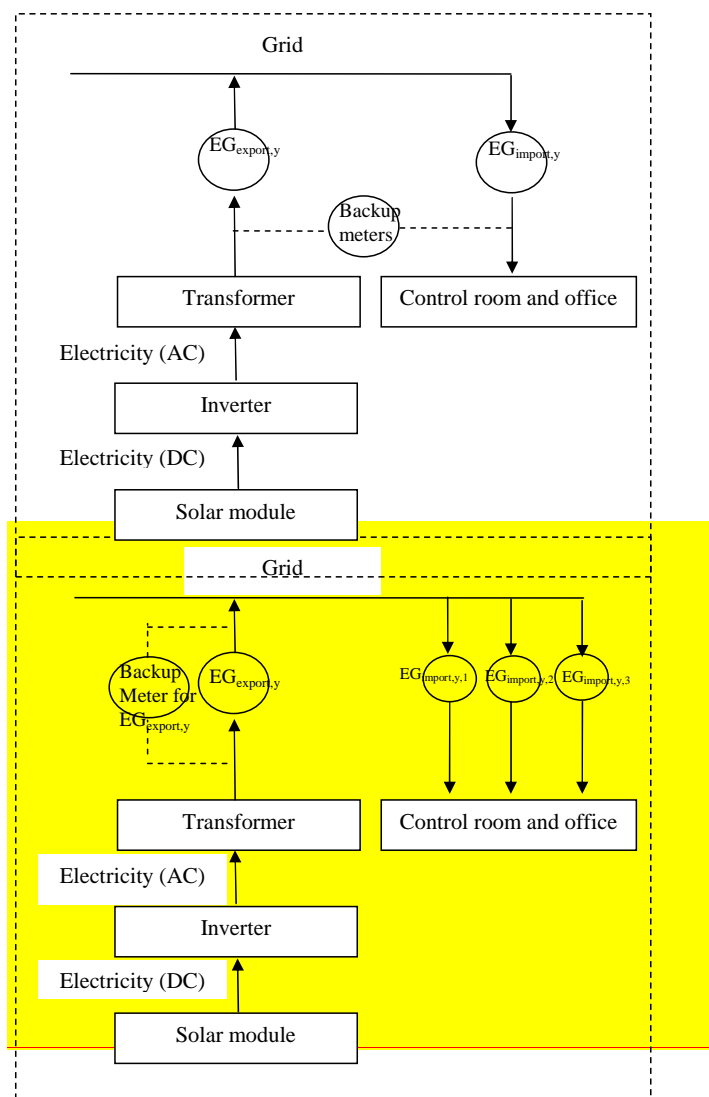 Grid
EGexport,y
EGimport,y
Backup
meters
Transformer
Control room and office
Electricity (AC)
Inverter
Electricity (DC)
Solar module
Grid
Backup
Meter for
EGexport,y
EGexport,y
EGimport,y,1
EGimport,y,2
EGimport,y,3
Transformer
Control room and office
Electricity (AC)
Inverter
Electricity (DC)
Solar module